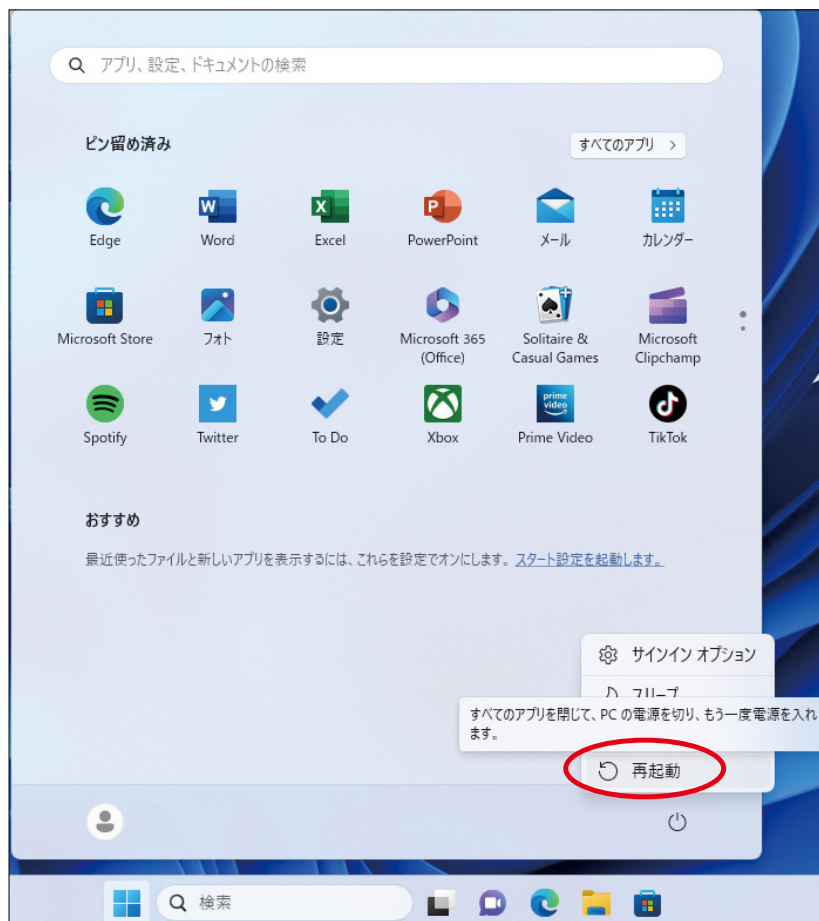 アプリ、設定、ドキュメントの検索
ピン留め済み
すべてのアプリ >
Edge
Word
Excel
PowerPoint
メール
カレンダー
Microsoft Store
フォト
設定
Microsoft 365
(Office)
Solitaire &
Casual Games
Microsoft
Clipchamp
prime
video
Spotify
Twitter
To Do
Xbox
Prime Video
TikTok
おすすめ
最近使ったファイルと新しいアプリを表示するには、これらを設定でオンにします。スタート設定を起動します。
サインイン オプション
スリープ
すべてのアプリを閉じて、PC の電源を切り、もう一度電源を入れ
ます。
再起動
検索